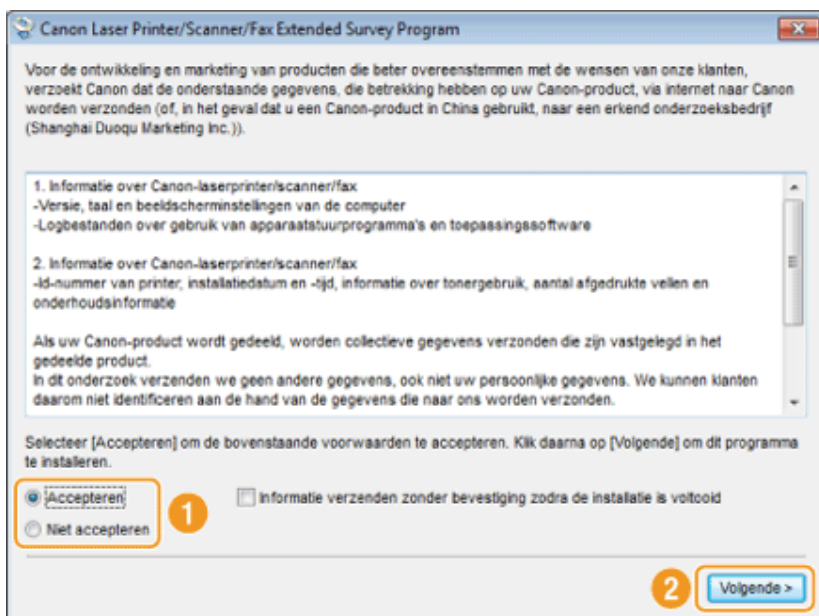 Canon Laser Printer/Scanner/Fax Extended Survey Program
Voor de ontwikkeling en marketing van producten die beter overeenstemmen met de wensen van onze klanten,
verzoekt Canon dat de onderstaande gegevens, die betrekking hebben op uw Canon-product, via internet naar Canon
worden verzonden (of, in het geval dat u een Canon-product in China gebruikt, naar een erkend onderzoeksbedrijf
(Shanghai Duoqu Marketing Inc.)).
1. Informatie over Canon-laserprinter/scanner/fax
-Versie, taal en beeldscherminstellingen van de computer
-Logbestanden over gebruik van apparaatstuurprogramma's en toepassingssoftware
2. Informatie over Canon-laserprinter/scanner/fax
-Id-nummer van printer, installatiedatum en -tijd, informatie over tonergebruik, aantal afgedrukte vellen en
onderhoudsinformatie
Als uw Canon-product wordt gedeeld, worden collectieve gegevens verzonden die zijn vastgelegd in het
gedeelde product.
In dit onderzoek verzenden we geen andere gegevens, ook niet uw persoonlijke gegevens. We kunnen klanten
daarom niet identificeren aan de hand van de gegevens die naar ons worden verzonden.
Selecteer [Accepteren] om de bovenstaande voorwaarden te accepteren. Klik daarna op [Volgende] om dit programma
te installeren.
Accepteren
Informatie verzenden zonder bevestiging zodra de installatie is voltooid
1
Niet accepteren
2
Volgende >